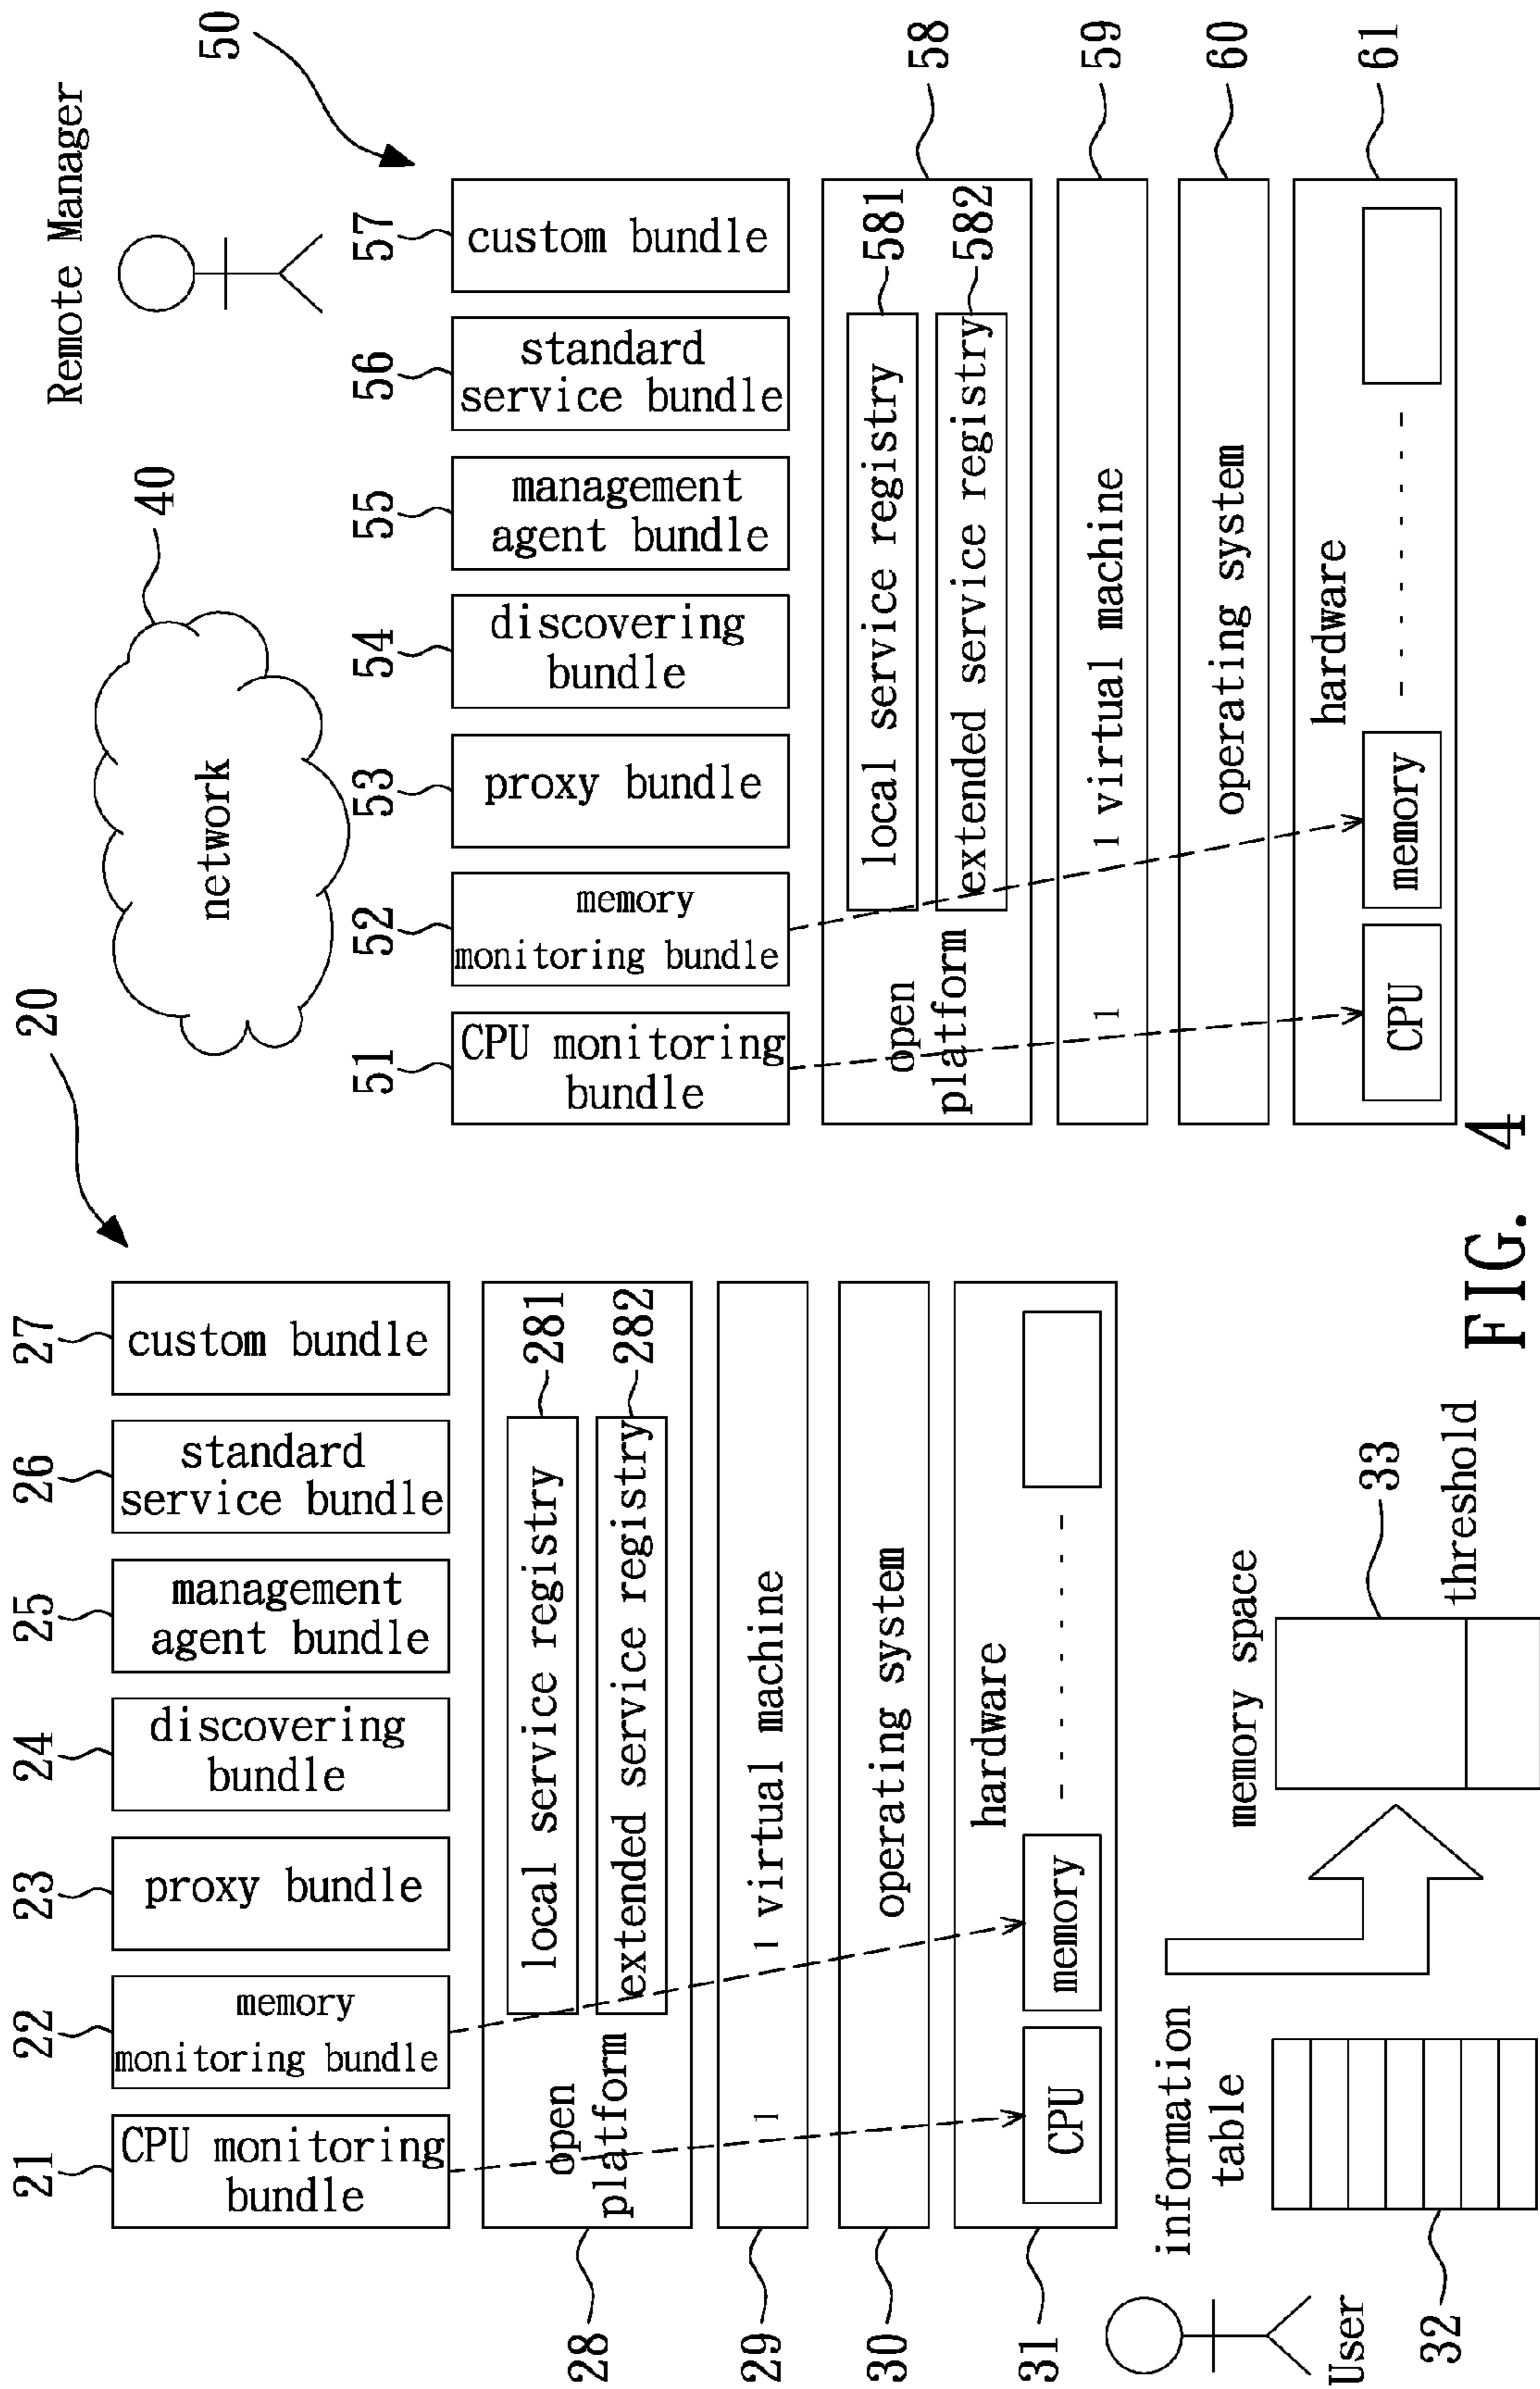 Remote Manager
50
40
network
57
custom bundle
56
standard
service bundle
55
management
agent bundle
54
discovering
bundle
53
proxy bundle
52
memory
monitoring bundle
51
CPU monitoring
bundle
58
open
platform
local service registry
581
extended service registry
582
59
1
1
virtual machine
60
operating system
61
hardware
CPU
memory
20
21
CPU monitoring
bundle
22
memory
monitoring bundle
23
proxy bundle
24
discovering
bundle
25
management
agent bundle
26
standard
service bundle
27
custom bundle
28
open
platform
local service registry
281
extended service registry
282
29
1
1
virtual machine
30
operating system
31
hardware
CPU
memory
User
information
table
32
memory space
33
threshold
FIG. 4